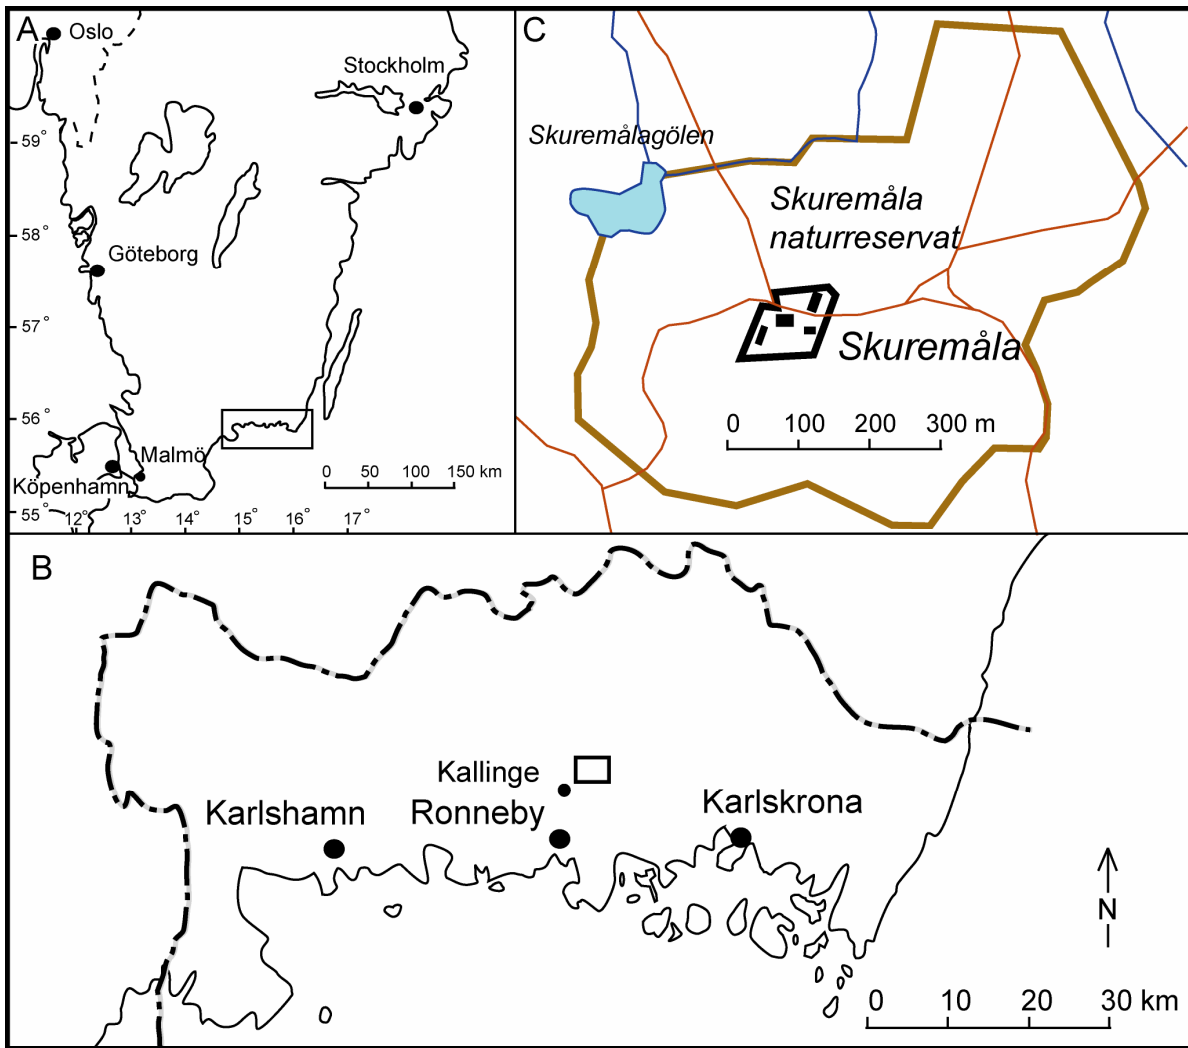 A
Oslo
Stockholm
59°
58°
Göteborg
57°
56°
Malmö
Köpenhamn
0 50 100 150 km
55°
12° 13° 14° 15° 16° 17°
C
Skuremålagölen
Skuremåla
naturreservat
Skuremåla
0 100 200 300 m
B
Kallinge
Karlshamn
Ronneby
Karlskrona
N
0 10 20 30 km